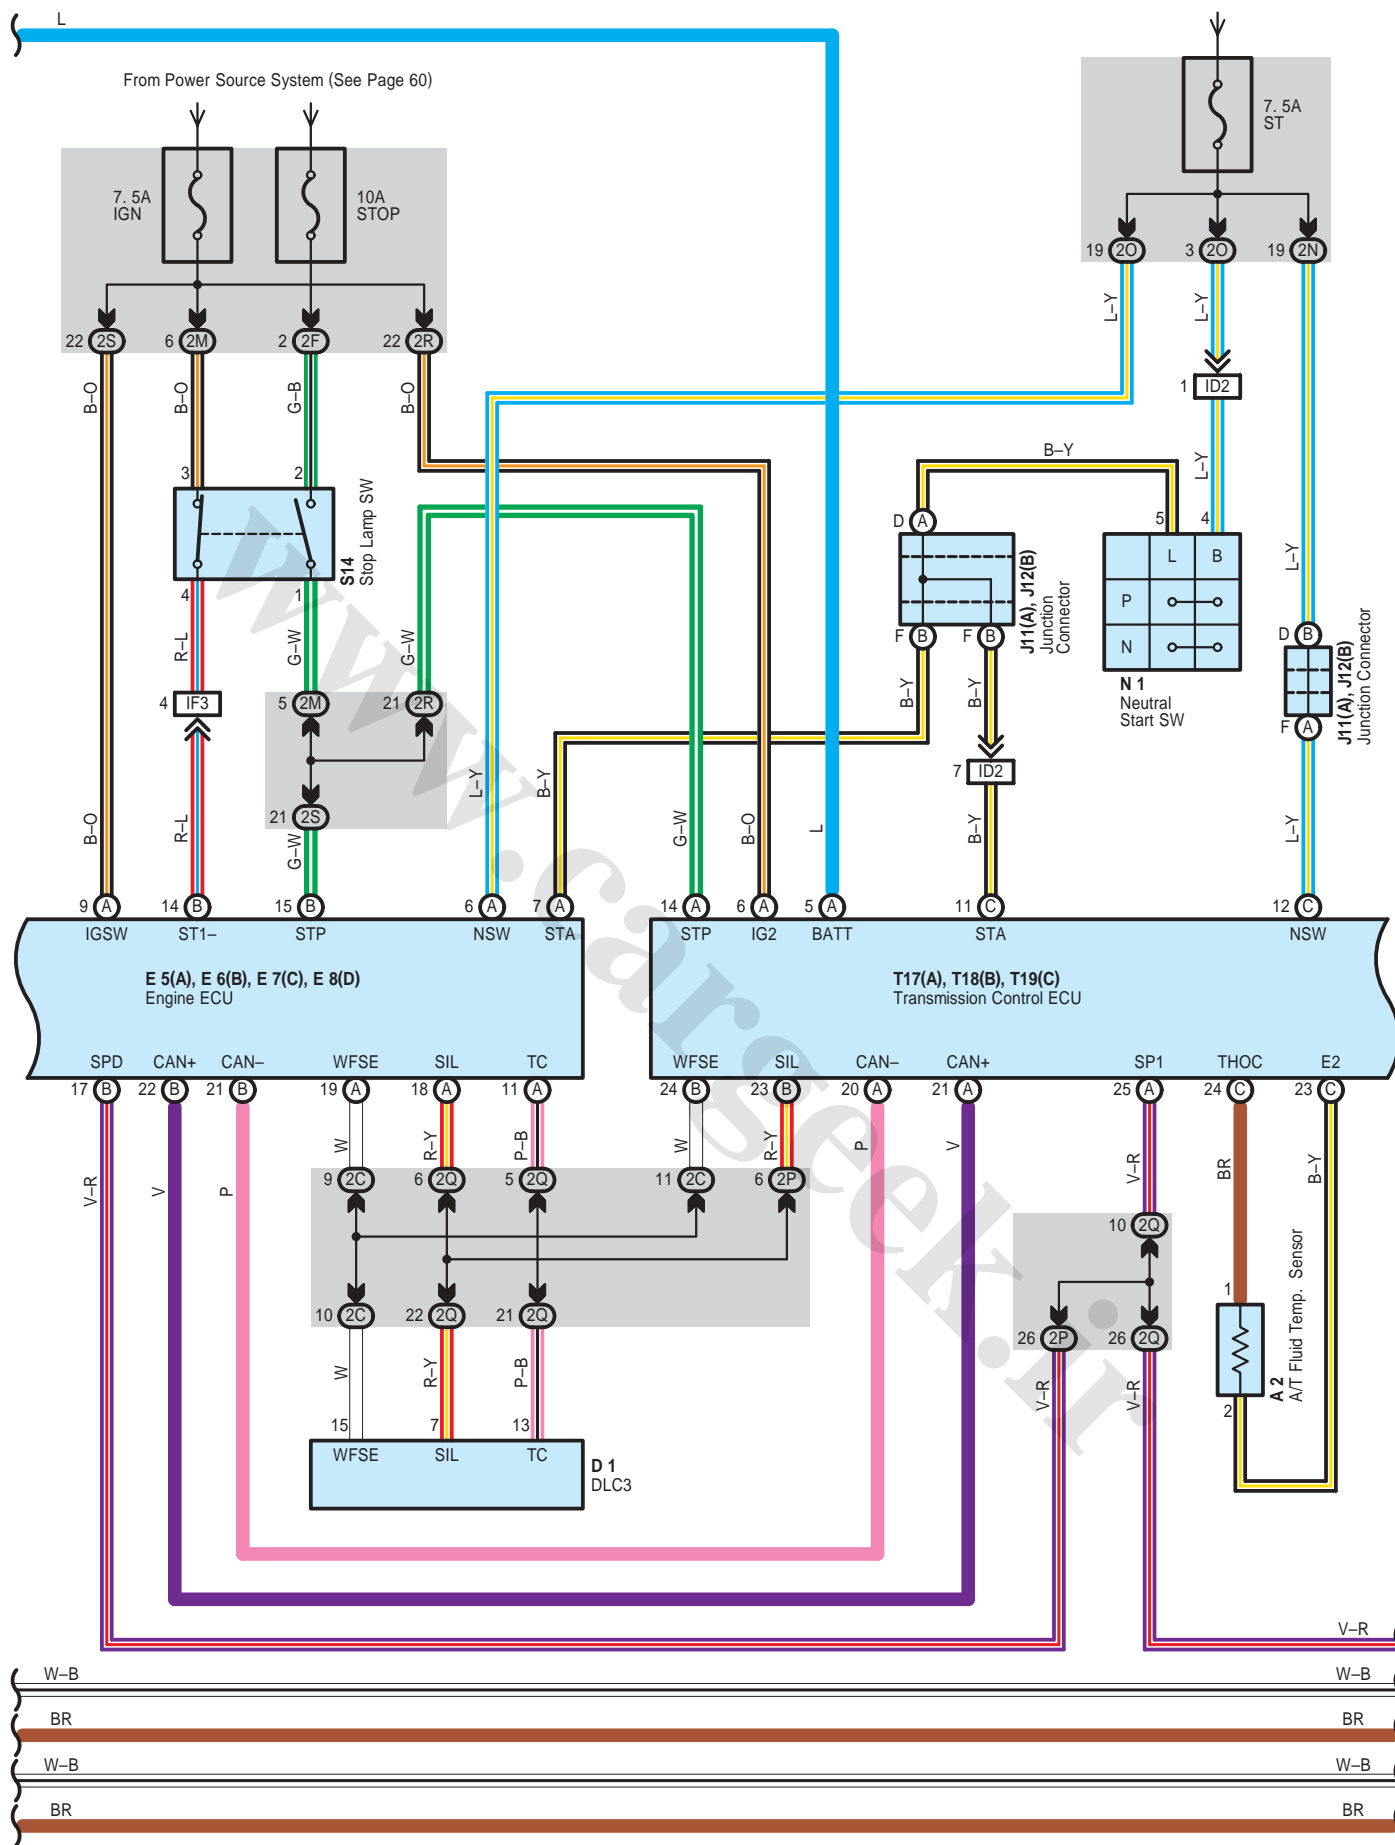 L
From Power Source System (See Page 60)
7. 5A
ST
7. 5A
IGN
10A
STOP
19 2O
3 2O
19 2N
22 2S
6 2M
2 2F
22 2R
L–Y
L–Y
B–O
B–O
G–B
B–O
1 ID2
B–Y
L–Y
3
2
S14
Stop Lamp SW
4
1
D A
5
4
J11(A), J12(B)
Junction
Connector
L
B
P
N
F B
F B
N 1
Neutral
Start SW
L–Y
D B
J11(A), J12(B)
Junction Connector
F A
R–L
G–W
G–W
B–Y
B–Y
4 IF3
5 2M
21 2R
7 ID2
21 2S
L–Y
B–Y
B–O
R–L
G–W
G–W
B–O
L
B–Y
L–Y
9 A
14 B
15 B
6 A
7 A
14 A
6 A
5 A
11 C
12 C
IGSW
ST1–
STP
NSW
STA
STP
IG2
BATT
STA
NSW
E 5(A), E 6(B), E 7(C), E 8(D)
Engine ECU
T17(A), T18(B), T19(C)
Transmission Control ECU
SPD
CAN+
CAN–
WFSE
SIL
TC
WFSE
SIL
CAN–
CAN+
SP1
THOC
E2
17 B
22 B
21 B
19 A
18 A
11 A
24 B
23 B
20 A
21 A
25 A
24 C
23 C
V–R
V
P
W
R–Y
P–B
W
R–Y
P
V
V–R
BR
B–Y
9 2C
6 2Q
5 2Q
11 2C
6 2P
10 2Q
10 2C
22 2Q
21 2Q
26 2P
26 2Q
1
2
A 2
A/T Fluid Temp. Sensor
W
R–Y
P–B
V–R
V–R
15
7
13
WFSE
SIL
TC
D 1
DLC3
V–R
W–B
W–B
BR
BR
W–B
W–B
BR
BR
www.cargeek.ir